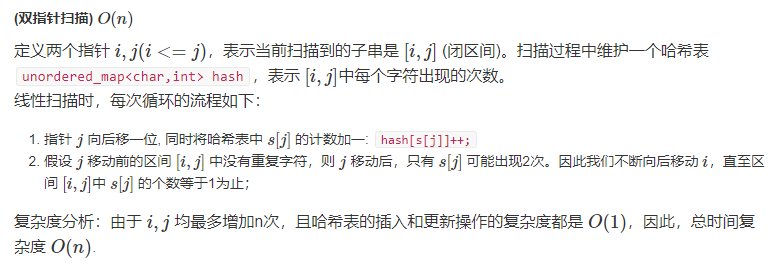 (双指针扫描) O(n)
定义两个指针 i, j(i <= j)，表示当前扫描到的子串是 [i, j] (闭区间)。扫描过程中维护一个哈希表
unordered_map<char,int> hash ，表示 [i, j]中每个字符出现的次数。
线性扫描时，每次循环的流程如下：
1. 指针 j 向后移一位, 同时将哈希表中 s[j] 的计数加一: hash[s[j]]++;
2. 假设 j 移动前的区间 [i, j] 中没有重复字符，则 j 移动后，只有 s[j] 可能出现2次。因此我们不断向后移动 i，直至区
间 [i, j]中 s[j] 的个数等于1为止；
复杂度分析：由于 i, j 均最多增加n次，且哈希表的插入和更新操作的复杂度都是 O(1)，因此，总时间复
杂度 O(n).